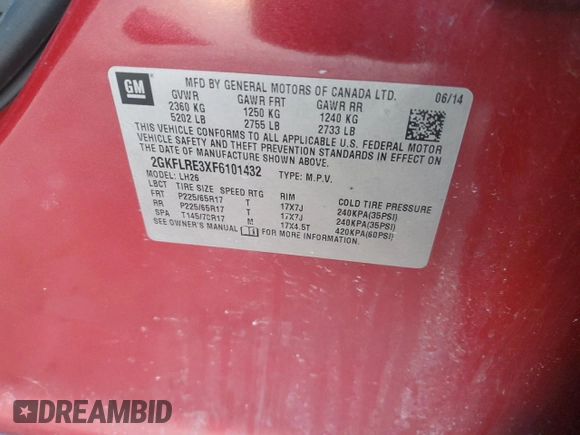 GM
MFD BY GENERAL MOTORS OF CANADA LTD. 06/14
GVWR GAWR FRT GAWR RR
2360 KG 1250 KG 1240 KG
5202 LB 2755 LB 2733 LB
THIS VEHICLE CONFORMS TO ALL APPLICABLE U.S. FEDERAL MOTOR
VEHICLE SAFETY AND THEFT PREVENTION STANDARDS IN EFFECT ON
THE DATE OF MANUFACTURE SHOWN ABOVE.
2GKFLRE3XF6101432 TYPE: M.P.V.
MODEL: LH26
LBCT TIRE SIZE SPEED RTG RIM COLD TIRE PRESSURE
FRT P225/65R17 T 17X7J 240KPA(35PSI)
RR P225/65R17 T 17X7J 240KPA(35PSI)
SPA T145/70R17 M 17X4.5T 420KPA(60PSI)
SEE OWNER'S MANUAL FOR MORE INFORMATION.
DREAMBID